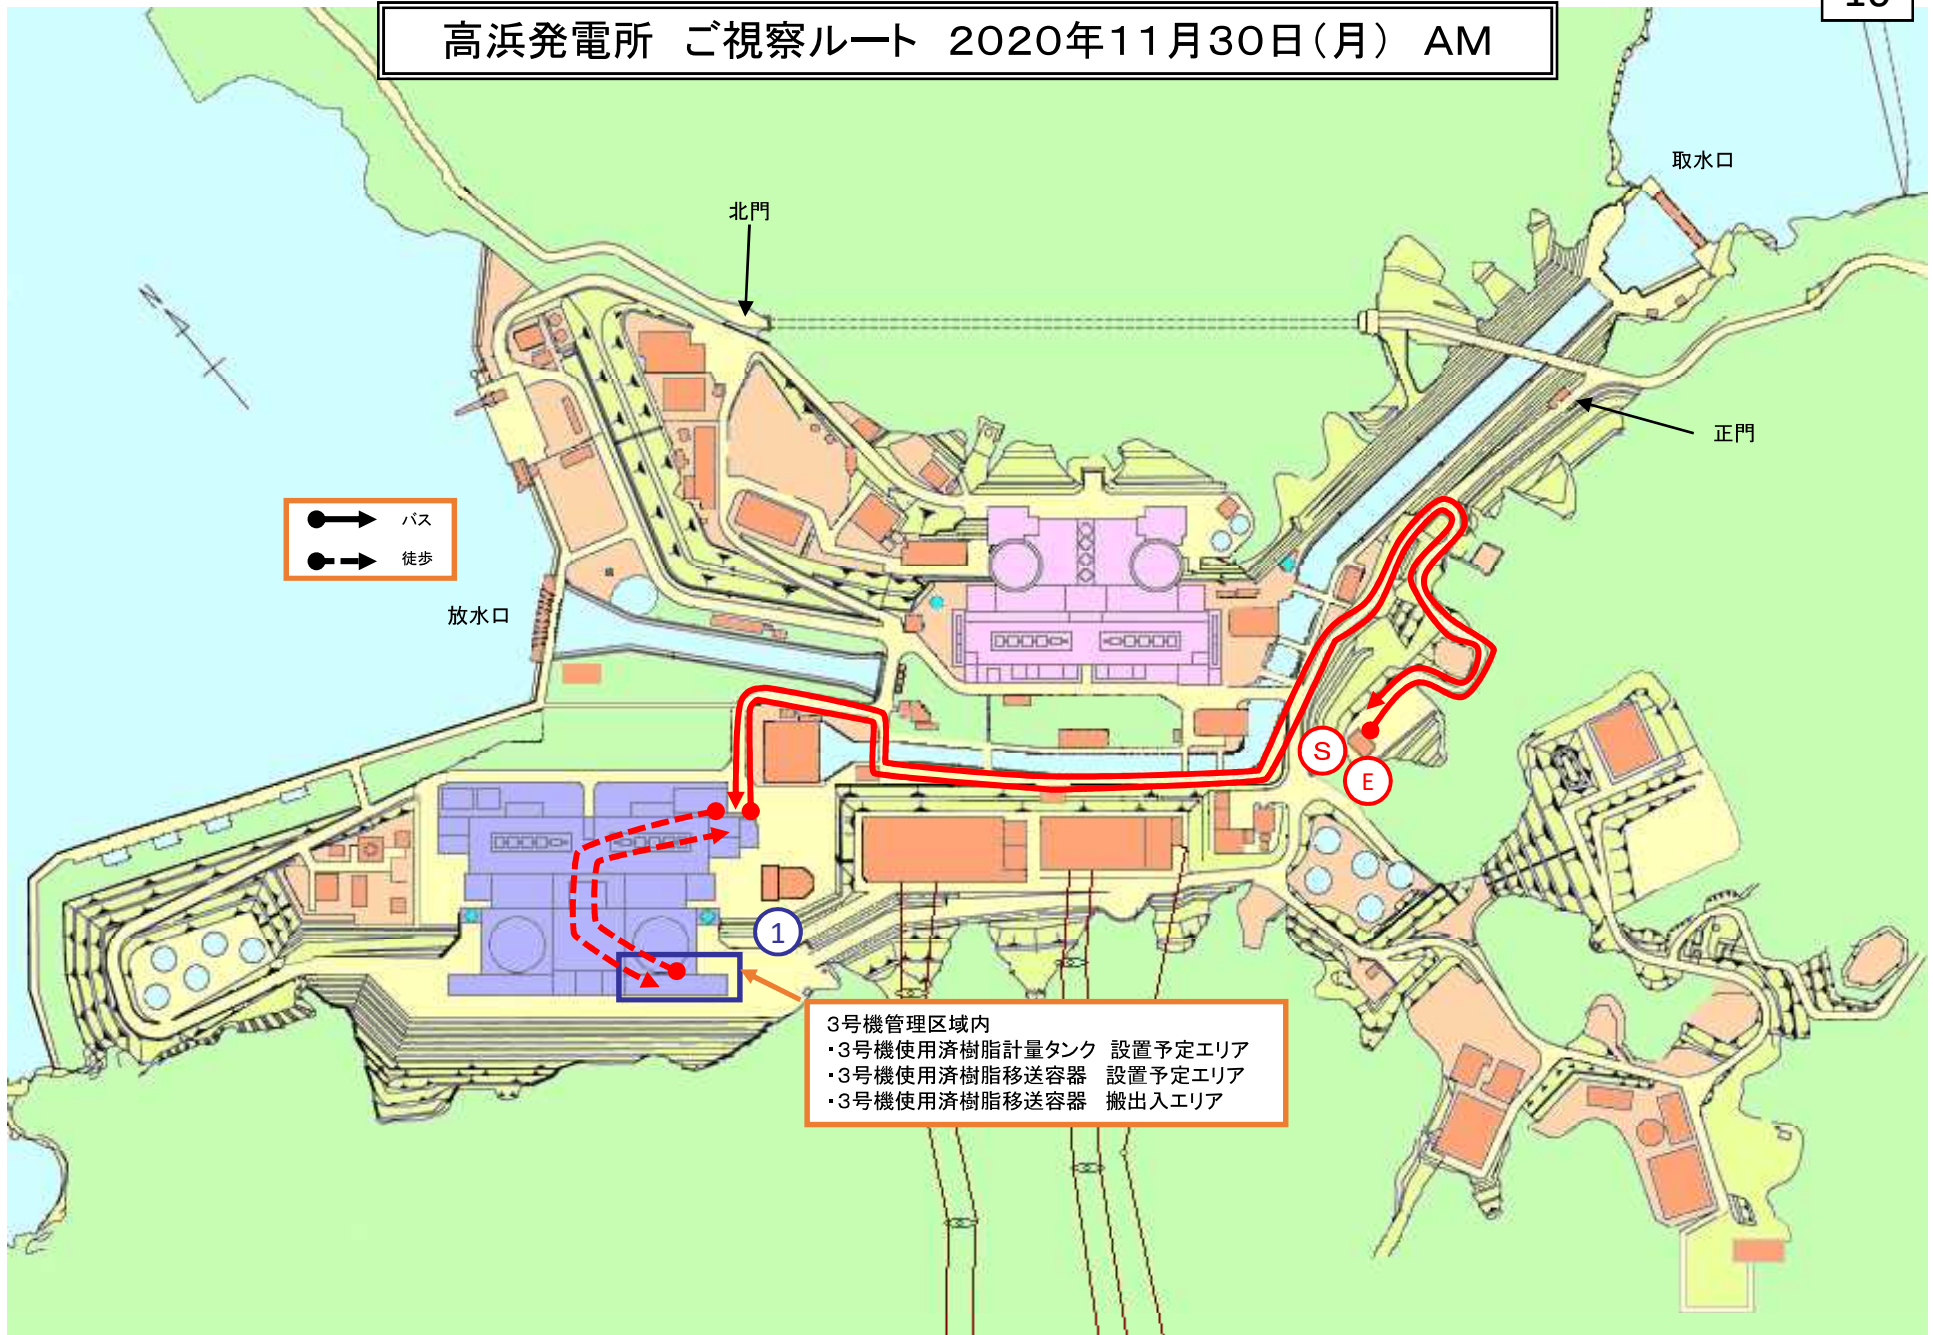 高浜発電所　ご視察ルート　2020年11月30日(月)　AM
取水口
北門
N
正門
バス
徒歩
放水口
S
E
1
3号機管理区域内
・3号機使用済樹脂計量タンク　設置予定エリア
・3号機使用済樹脂移送容器　設置予定エリア
・3号機使用済樹脂移送容器　搬出入エリア